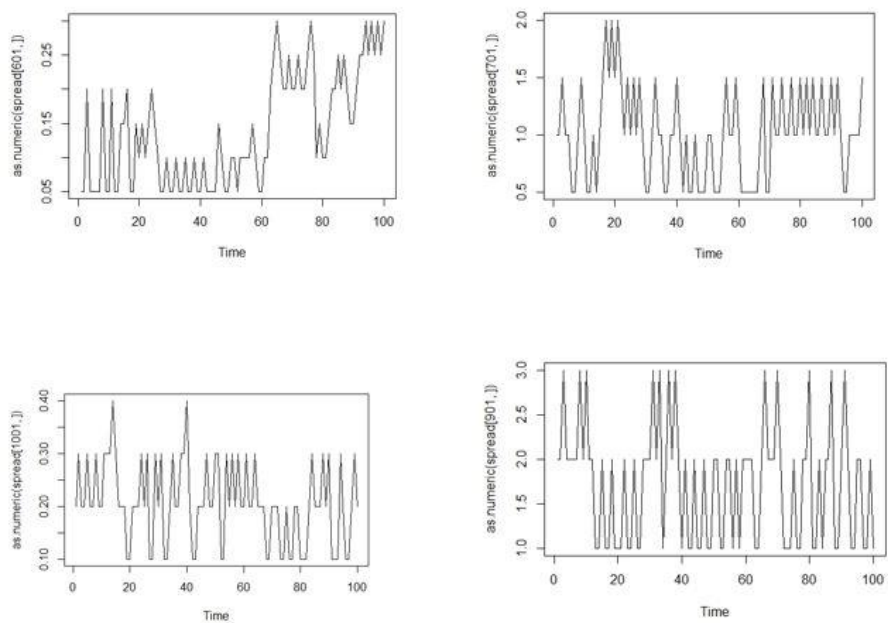 as.numeric(spread[601, ])
0.05 0.15 0.25
0 20 40 60 80 100
Time
as.numeric(spread[701, ])
0.5 1.0 1.5 2.0
0 20 40 60 80 100
Time
as.numeric(spread[1001, ])
0.10 0.20 0.30 0.40
0 20 40 60 80 100
Time
as.numeric(spread[901, ])
1.0 1.5 2.0 2.5 3.0
0 20 40 60 80 100
Time